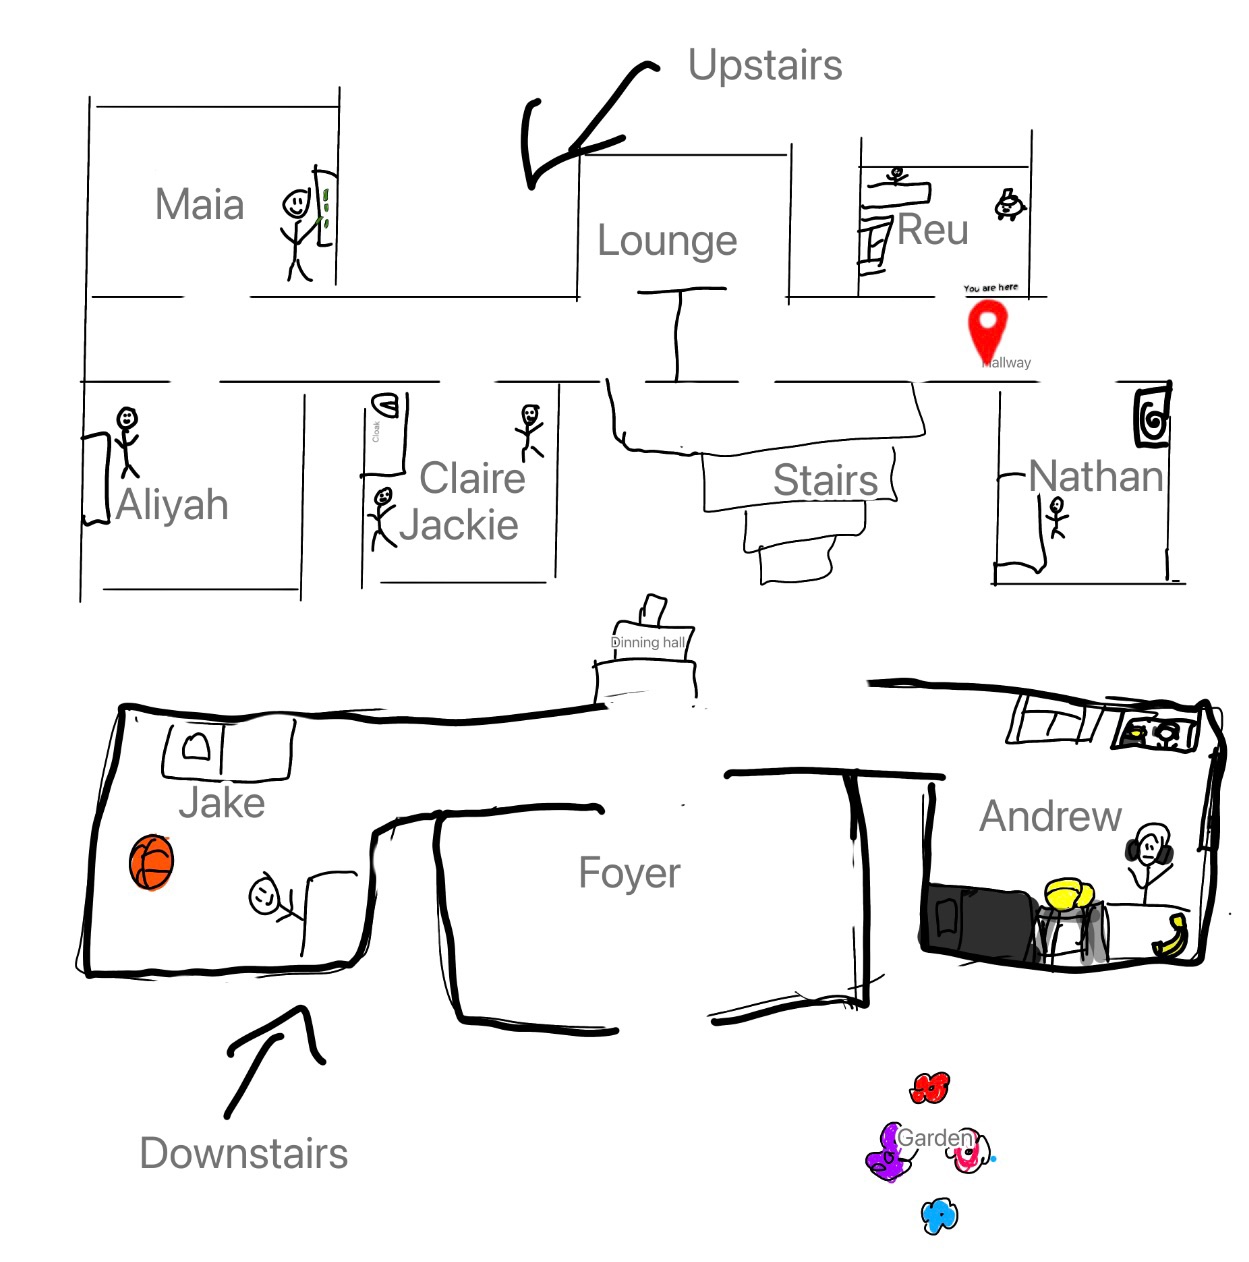 Upstairs
Maia
Lounge
Reu
You are here
Hallway
Cloak
Claire
Jackie
Aliyah
Stairs
Nathan
Dinning hall
Jake
Foyer
Andrew
Downstairs
Garden